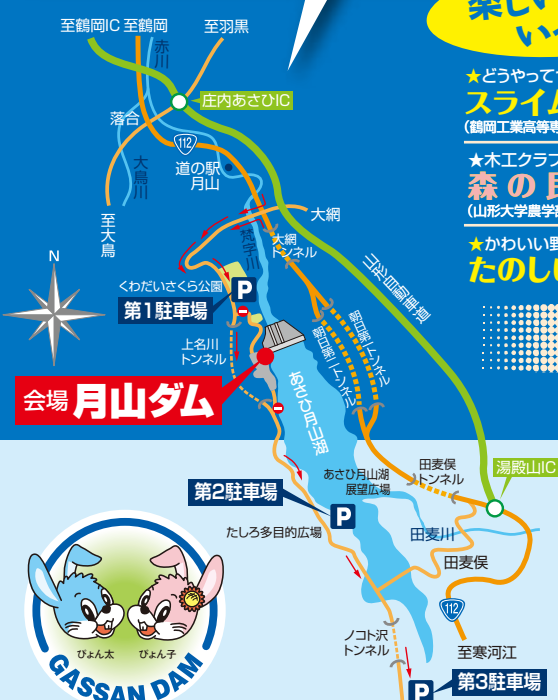 至鶴岡IC
至鶴岡
至羽黒
赤川
庄内あさひIC
落合
112
大鳥川
道の駅
月山
至大鳥
大網
梵字川
大網
トンネル
N
くわだいさくら公園
P
第1駐車場
上名川
トンネル
山形自動車道
朝日第一トンネル
朝日第二トンネル
会場 月山ダム
あさひ月山湖
あさひ月山湖
展望広場
田麦俣
トンネル
湯殿山IC
第2駐車場
P
たしろ多目的広場
田麦川
田麦俣
112
ノコト沢
トンネル
至寒河江
P
第3駐車場
ぴょん太
ぴょん子
GASSAN DAM
楽しい
い
★どうやって
スライム
(鶴岡工業高等専
★木工クラフ
森の
(山形大学農学
★かわいい野
たのしい